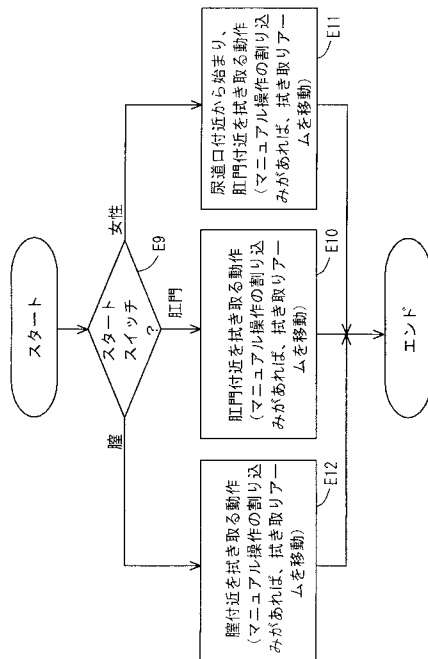 スタート
スタート
スイッチ
?
E9
膣
肛門
女性
膣付近を拭き取る動作
(マニュアル操作の割り込
みがあれば、拭き取りアー
ムを移動)
E12
肛門付近を拭き取る動作
(マニュアル操作の割り込
みがあれば、拭き取りアー
ムを移動)
E10
尿道口付近から始まり、
肛門付近を拭き取る動作
(マニュアル操作の割り込
みがあれば、拭き取りアー
ムを移動)
E11
エンド